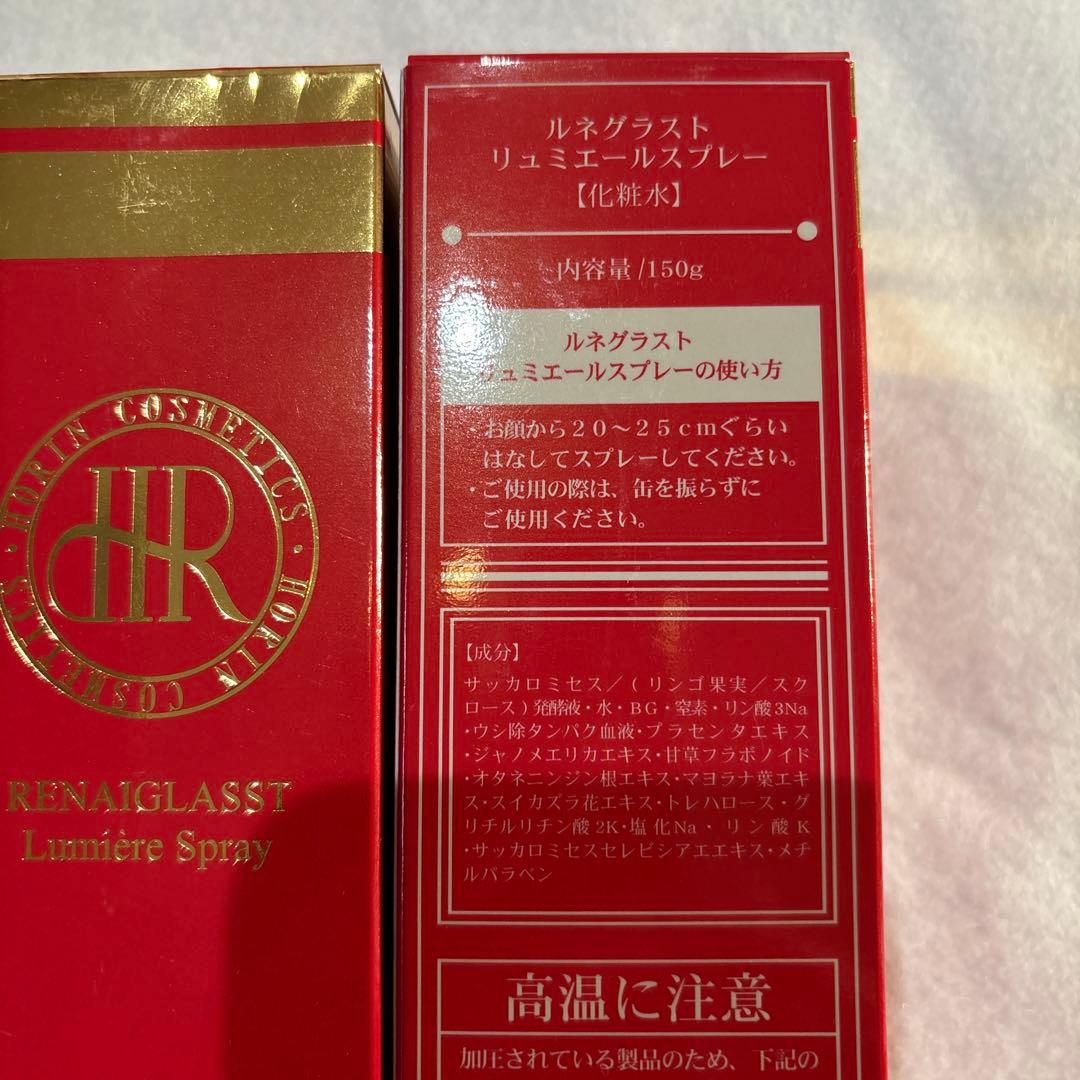 HORIN COSMETICS · HORIN COSMETICS ·
HR
RENAIGLASST
Lumière Spray
ルネグラスト
リュミエールスプレー
【化粧水】
内容量/150g
ルネグラスト
リュミエールスプレーの使い方
・お顔から20〜25cmぐらい
はなしてスプレーしてください。
・ご使用の際は、缶を振らずに
ご使用ください。
【成分】
サッカロミセス/(リンゴ果実/スク
ロース)発酵液・水・BG・窒素・リン酸3Na
・ウシ除タンパク血液・プラセンタエキス
・ジャノメエリカエキス・甘草フラボノイド
・オタネニンジン根エキス・マヨラナ葉エキ
ス・スイカズラ花エキス・トレハロース・グ
リチルリチン酸2K・塩化Na・リン酸K
・サッカロミセスセレビシアエエキス・メチ
ルパラベン
高温に注意
加圧されている製品のため、下記の